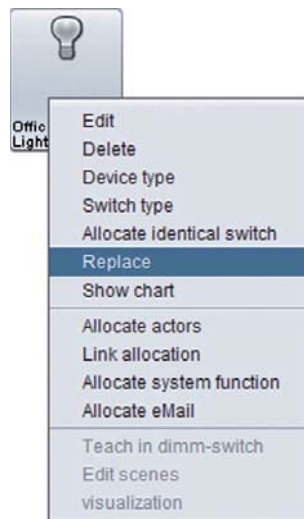 Offic
Light
Edit
Delete
Device type
Switch type
Allocate identical switch
Replace
Show chart
Allocate actors
Link allocation
Allocate system function
Allocate eMail
Teach in dimm-switch
Edit scenes
visualization